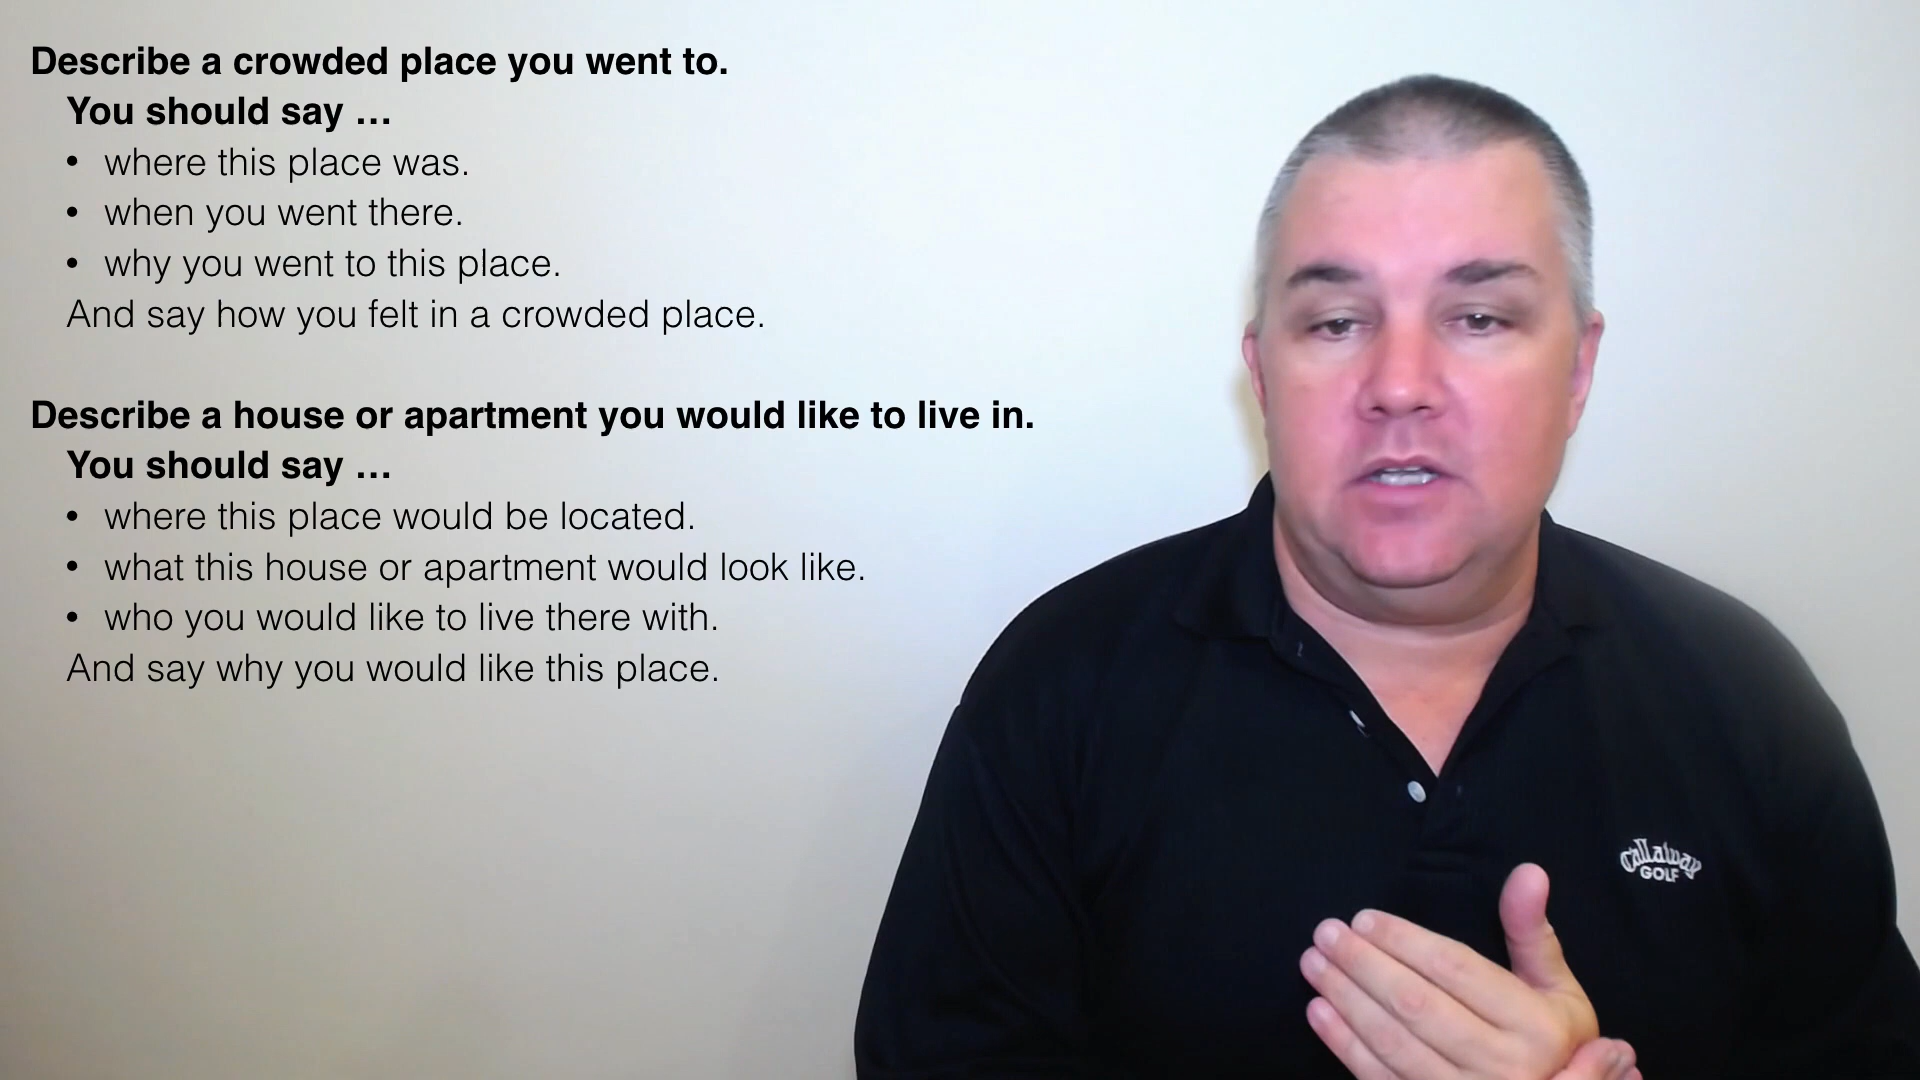 Describe a crowded place you went to.
You should say ...
• where this place was.
• when you went there.
• why you went to this place.
And say how you felt in a crowded place.
Describe a house or apartment you would like to live in.
You should say ...
• where this place would be located.
• what this house or apartment would look like.
• who you would like to live there with.
And say why you would like this place.
Callaway
GOLF